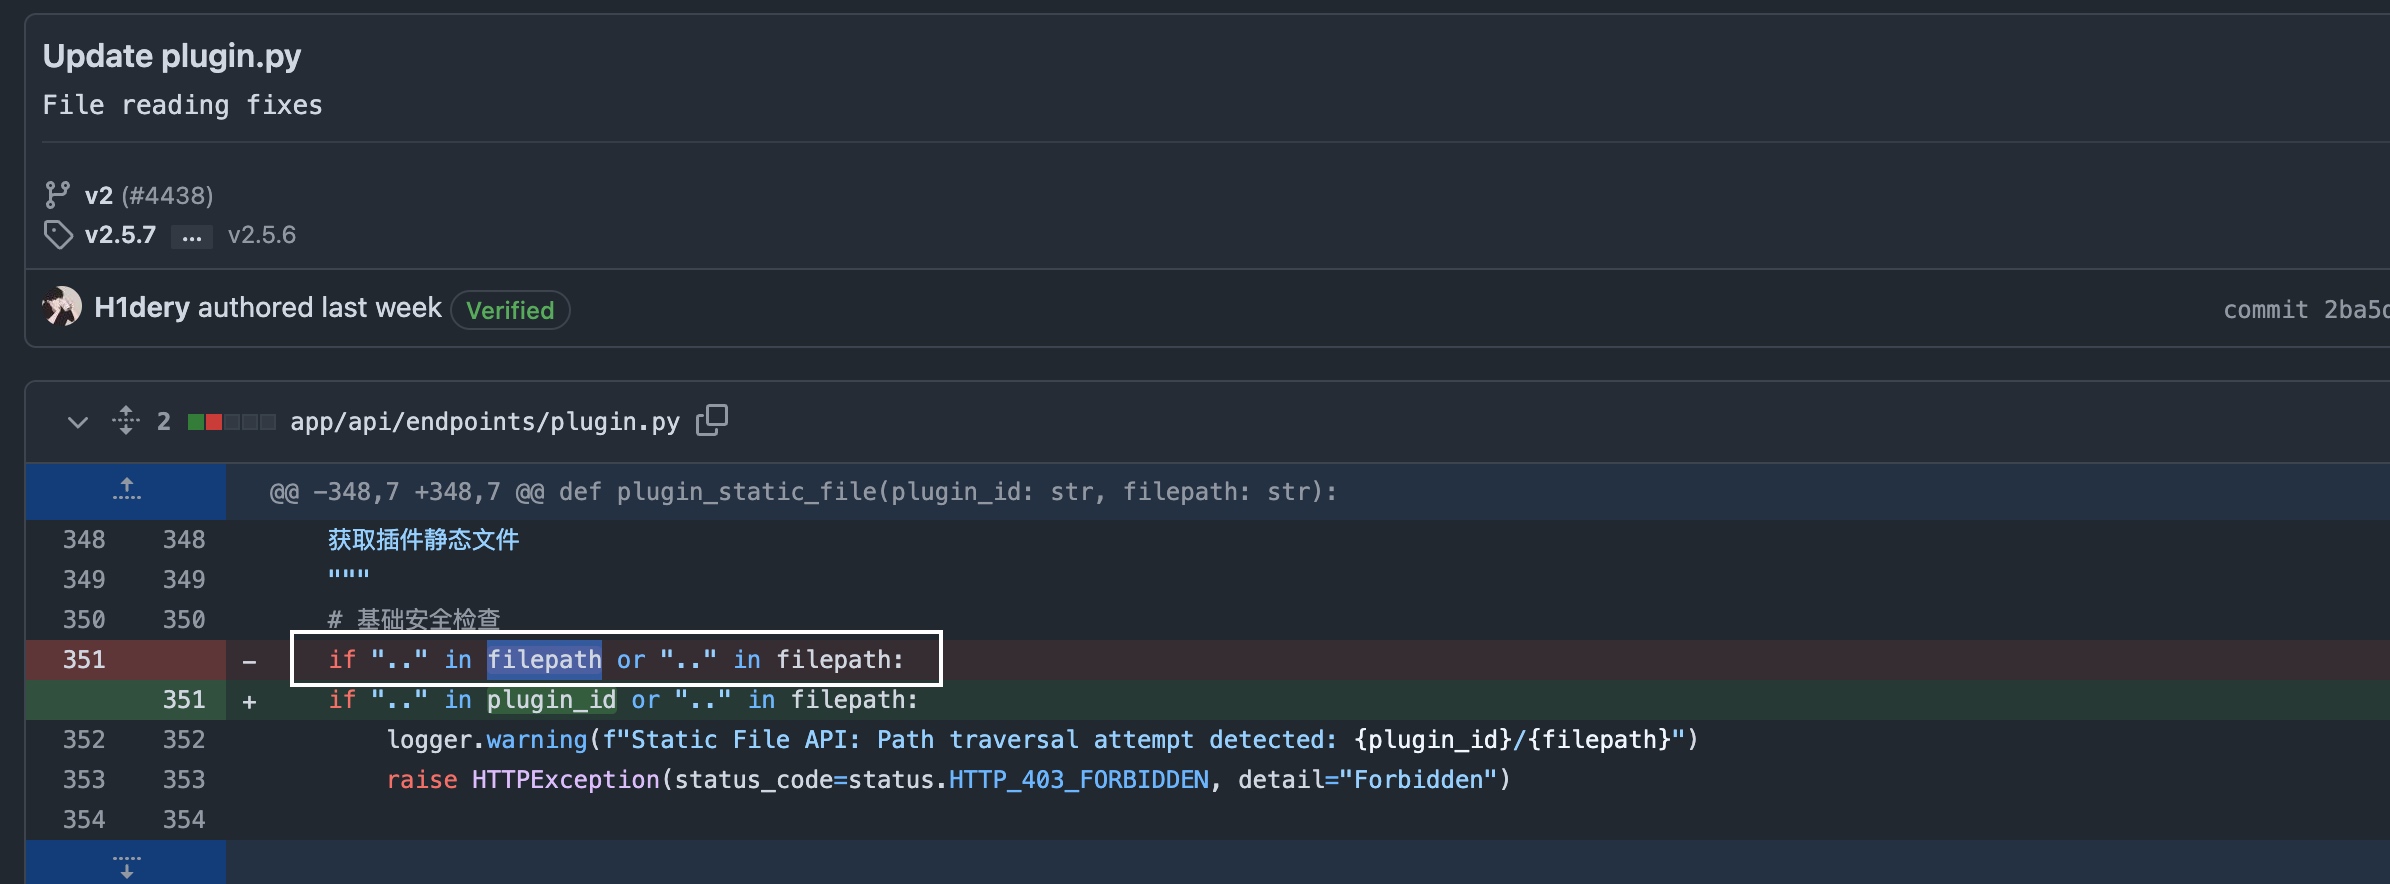 Update plugin.py
File reading fixes
v2 (#4438)
v2.5.7 ... v2.5.6
H1dery authored last week Verified
commit 2ba5
2 app/api/endpoints/plugin.py
@@ -348,7 +348,7 @@ def plugin_static_file(plugin_id: str, filepath: str):
348 348 获取插件静态文件
349 349 """
350 350 # 基础安全检查
351 - if ".." in filepath or ".." in filepath:
351 + if ".." in plugin_id or ".." in filepath:
352 352 logger.warning(f"Static File API: Path traversal attempt detected: {plugin_id}/{filepath}")
353 353 raise HTTPException(status_code=status.HTTP_403_FORBIDDEN, detail="Forbidden")
354 354